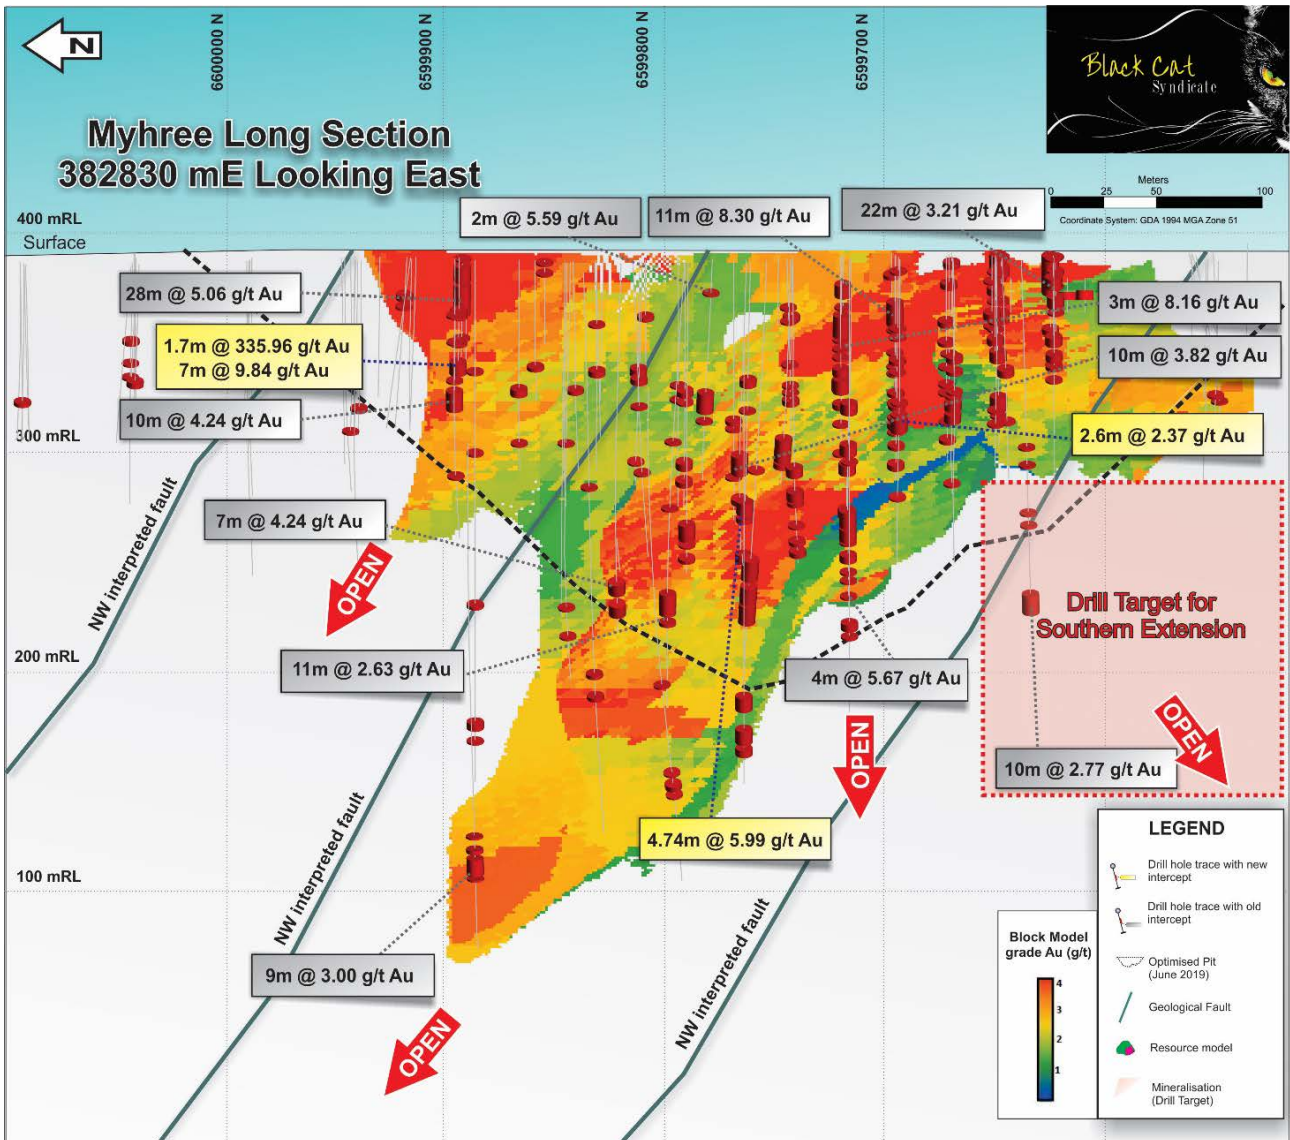 N
6600000 N
6599900 N
6599800 N
6599700 N
Black Cat
Syndicate
Myhree Long Section
382830 mE Looking East
Meters
0 25 50 100
Coordinate System: GDA 1994 MGA Zone 51
400 mRL
Surface
2m @ 5.59 g/t Au
11m @ 8.30 g/t Au
22m @ 3.21 g/t Au
28m @ 5.06 g/t Au
3m @ 8.16 g/t Au
1.7m @ 335.96 g/t Au
7m @ 9.84 g/t Au
10m @ 3.82 g/t Au
10m @ 4.24 g/t Au
300 mRL
2.6m @ 2.37 g/t Au
7m @ 4.24 g/t Au
NW interpreted fault
OPEN
Drill Target for
Southern Extension
11m @ 2.63 g/t Au
200 mRL
4m @ 5.67 g/t Au
OPEN
OPEN
10m @ 2.77 g/t Au
4.74m @ 5.99 g/t Au
NW interpreted fault
100 mRL
9m @ 3.00 g/t Au
OPEN
NW interpreted fault
Block Model
grade Au (g/t)
4
3
2
1
LEGEND
Drill hole trace with new
intercept
Drill hole trace with old
intercept
Optimised Pit
(June 2019)
Geological Fault
Resource model
Mineralisation
(Drill Target)